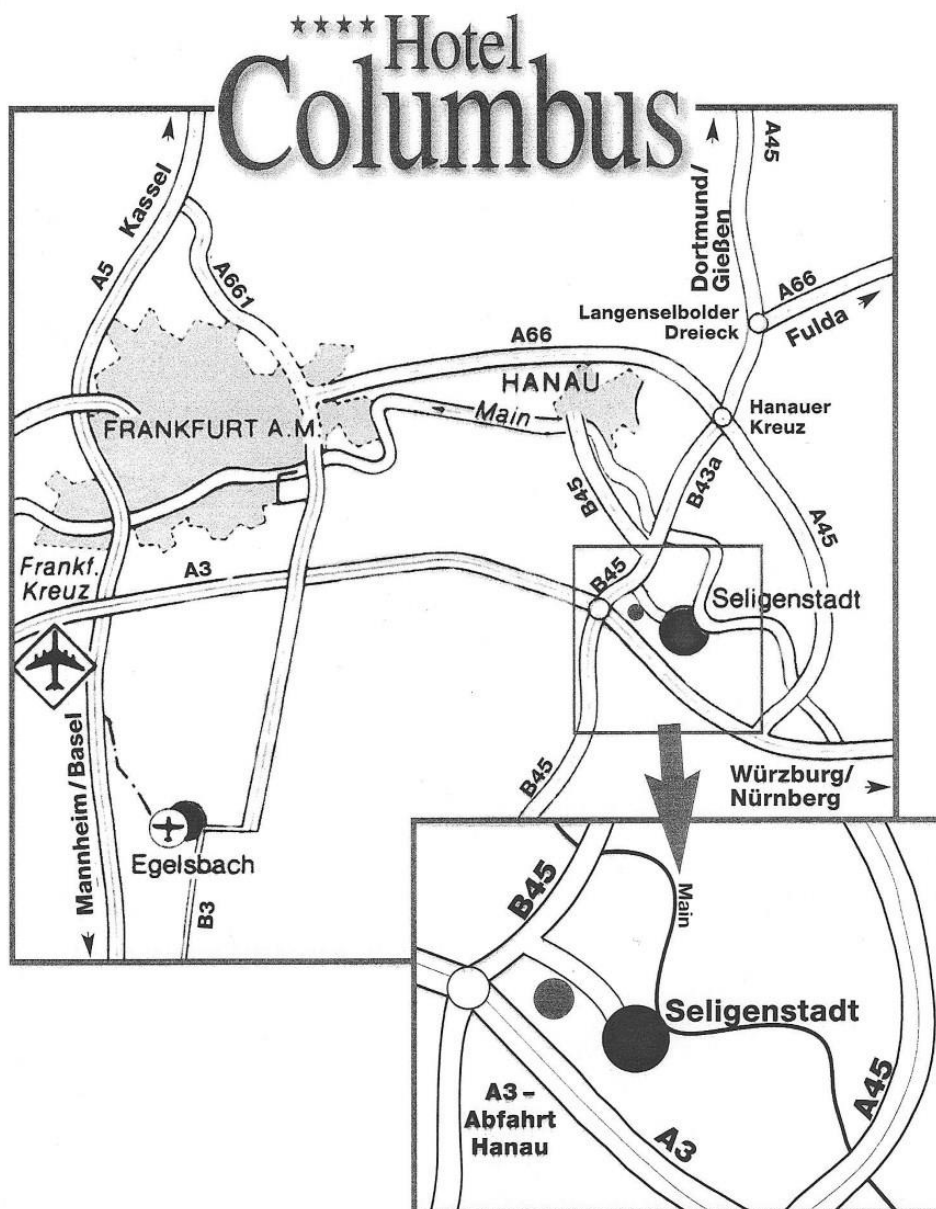 **** Hotel
Columbus
Kassel
A5
A661
Dortmund/
Gießen
A45
A66
Fulda
Langenselbolder
Dreieck
A66
HANAU
Main
Hanauer
Kreuz
FRANKFURT A.M.
B45
B43a
A45
Frankf.
Kreuz
A3
B45
Seligenstadt
Mannheim/Basel
B45
Würzburg/
Nürnberg
Egelsbach
B3
B45
Main
Seligenstadt
A3 –
Abfahrt
Hanau
A3
A45